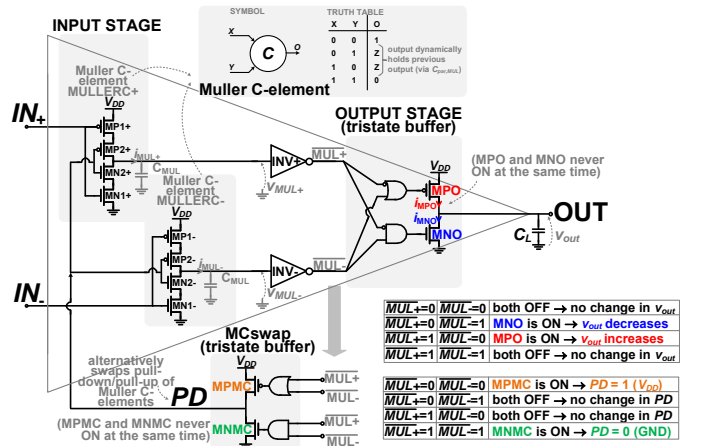 INPUT STAGE
SYMBOL
TRUTH TABLE
X Y O
X
Y
C
O
0 0 1
0 1 Z
1 0 Z
1 1 0
output dynamically
holds previous
output (via Cpar,MUL)
Muller C-element
Muller C-
element
MULLERC+
VDD
IN+
MP1+
MP2+
MN2+
MN1+
iMUL+
CMUL
Muller C-
element
MULLERC-
VDD
MP1-
MP2-
MN2-
MN1-
iMUL-
CMUL
IN-
INV+
MUL+
VMUL+
INV-
MUL-
VMUL-
OUTPUT STAGE
(tristate buffer)
VDD
MPO
iMPO
iMNO
MNO
(MPO and MNO never
ON at the same time)
OUT
CL
vout
MCswap
(tristate buffer)
VDD
alternatively
swaps pull-
down/pull-up of
Muller C-
elements
PD
MPMC
MNMC
MUL+
MUL-
MUL+
MUL-
(MPMC and MNMC never
ON at the same time)
MUL+=0 MUL-=0 both OFF → no change in vout
MUL+=0 MUL-=1 MNO is ON → vout decreases
MUL+=1 MUL-=0 MPO is ON → vout increases
MUL+=1 MUL-=1 both OFF → no change in vout
MUL+=0 MUL-=0 MPMC is ON → PD = 1 (VDD)
MUL+=0 MUL-=1 both OFF → no change in PD
MUL+=1 MUL-=0 both OFF → no change in PD
MUL+=1 MUL-=1 MNMC is ON → PD = 0 (GND)